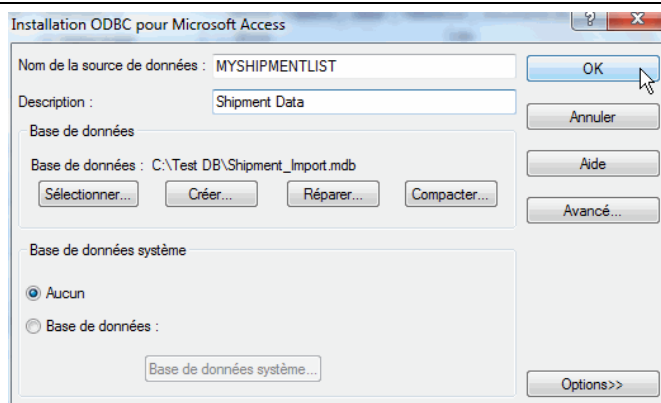 Installation ODBC pour Microsoft Access
Nom de la source de données : MYSHIPMENTLIST
OK
Description : Shipment Data
Annuler
Base de données
Base de données : C:\Test DB\Shipment_Import.mdb
Aide
Sélectionner... Créer... Réparer... Compacter...
Avancé...
Base de données système
Aucun
Base de données :
Base de données système...
Options>>